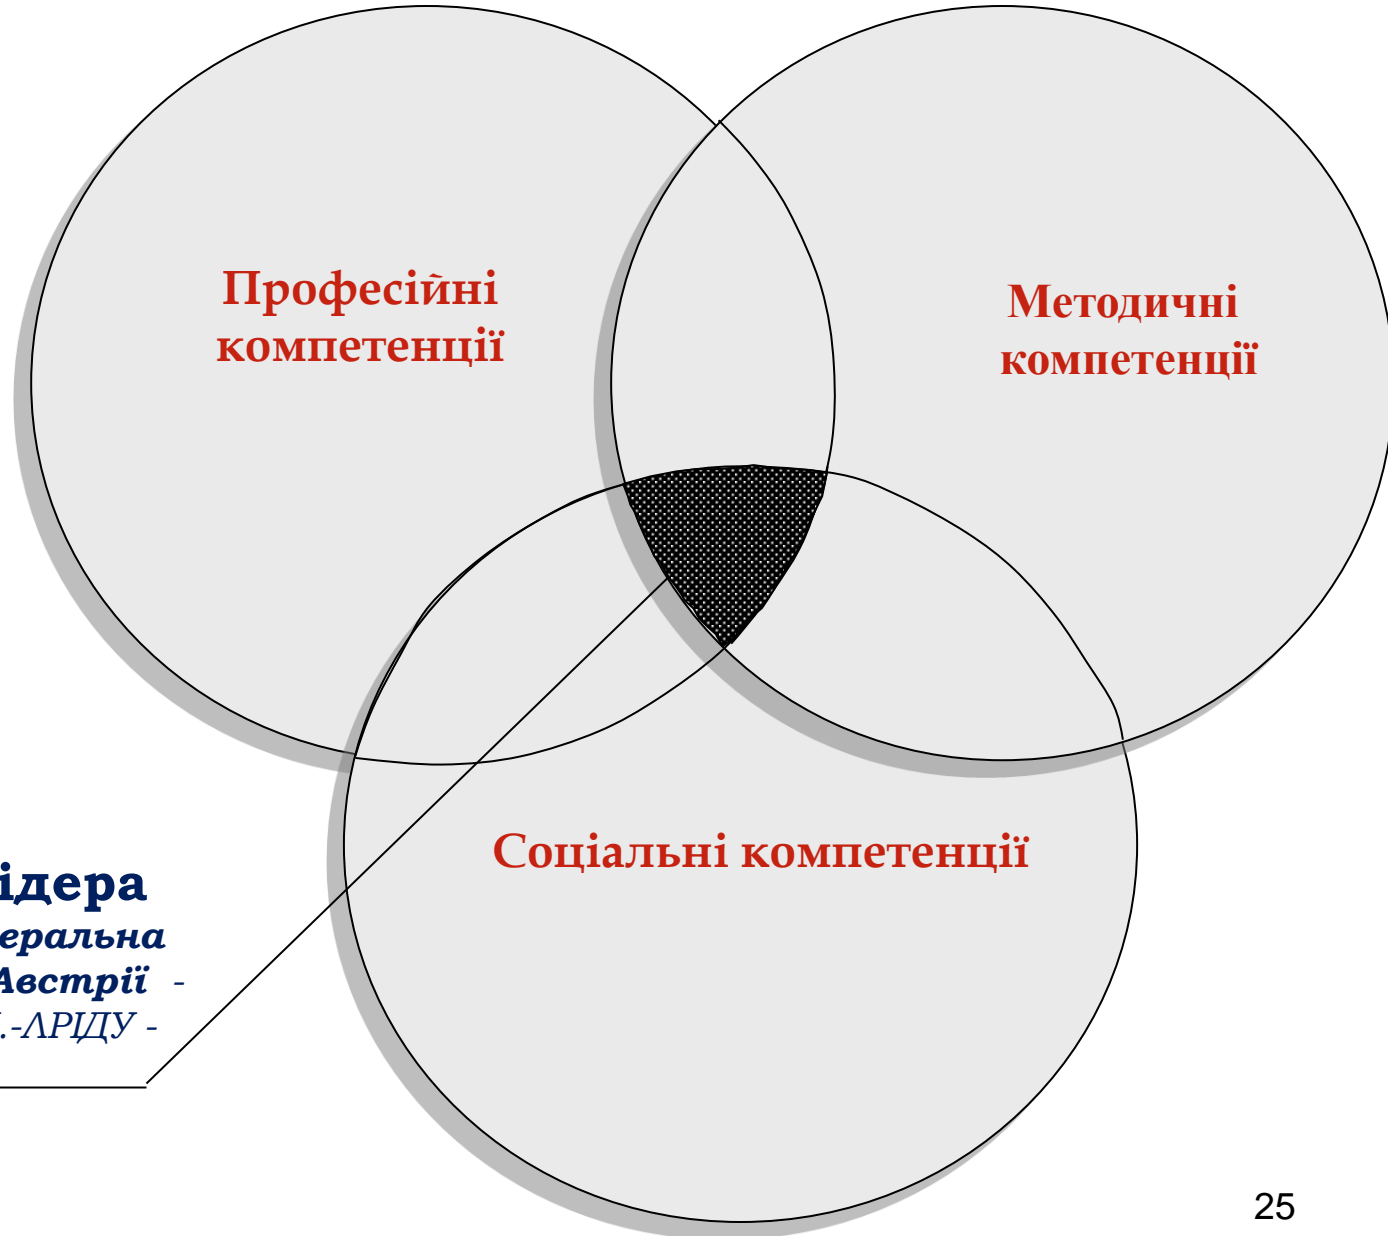 Професійні
компетенції
Методичні
компетенції
Соціальні компетенції
ідера
еральна
Австрії -
.-ЛРІДУ -
25